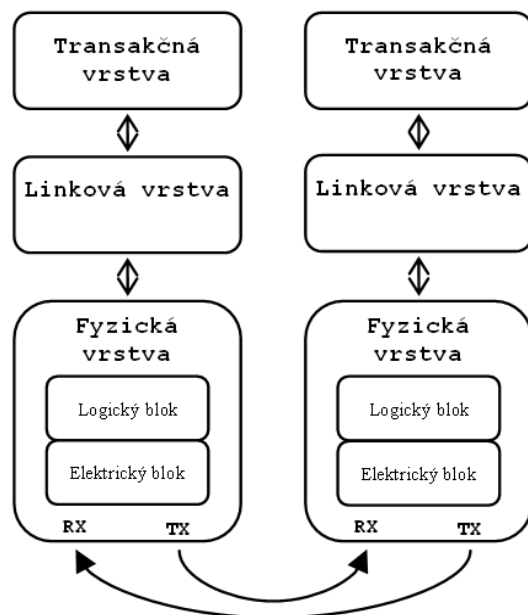 Transakčná
vrstva
Linková vrstva
Fyzická
vrstva
Logický blok
Elektrický blok
RX TX
Transakčná
vrstva
Linková vrstva
Fyzická
vrstva
Logický blok
Elektrický blok
RX TX